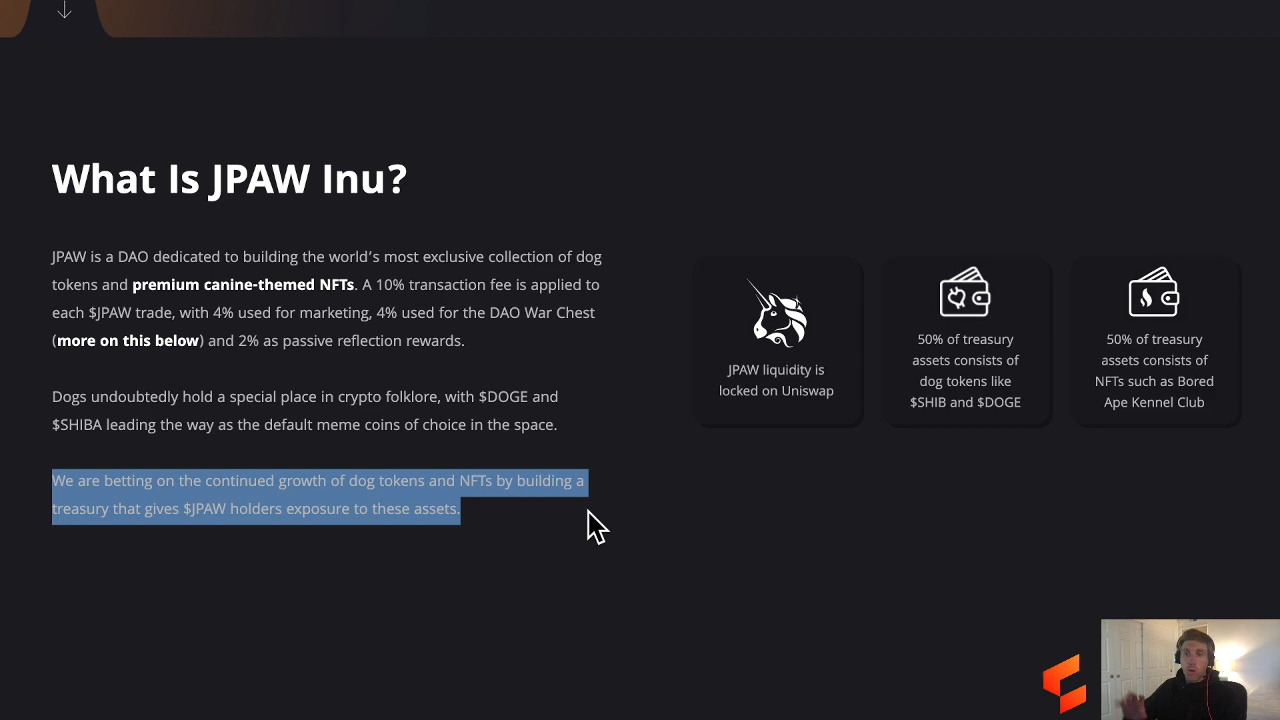 What Is JPAW Inu?
JPAW is a DAO dedicated to building the world's most exclusive collection of dog
tokens and premium canine-themed NFTs. A 10% transaction fee is applied to
each $JPAW trade, with 4% used for marketing, 4% used for the DAO War Chest
(more on this below) and 2% as passive reflection rewards.
Dogs undoubtedly hold a special place in crypto folklore, with $DOGE and
$SHIBA leading the way as the default meme coins of choice in the space.
We are betting on the continued growth of dog tokens and NFTs by building a
treasury that gives $JPAW holders exposure to these assets.
JPAW liquidity is
locked on Uniswap
50% of treasury
assets consists of
dog tokens like
$SHIB and $DOGE
50% of treasury
assets consists of
NFTs such as Bored
Ape Kennel Club